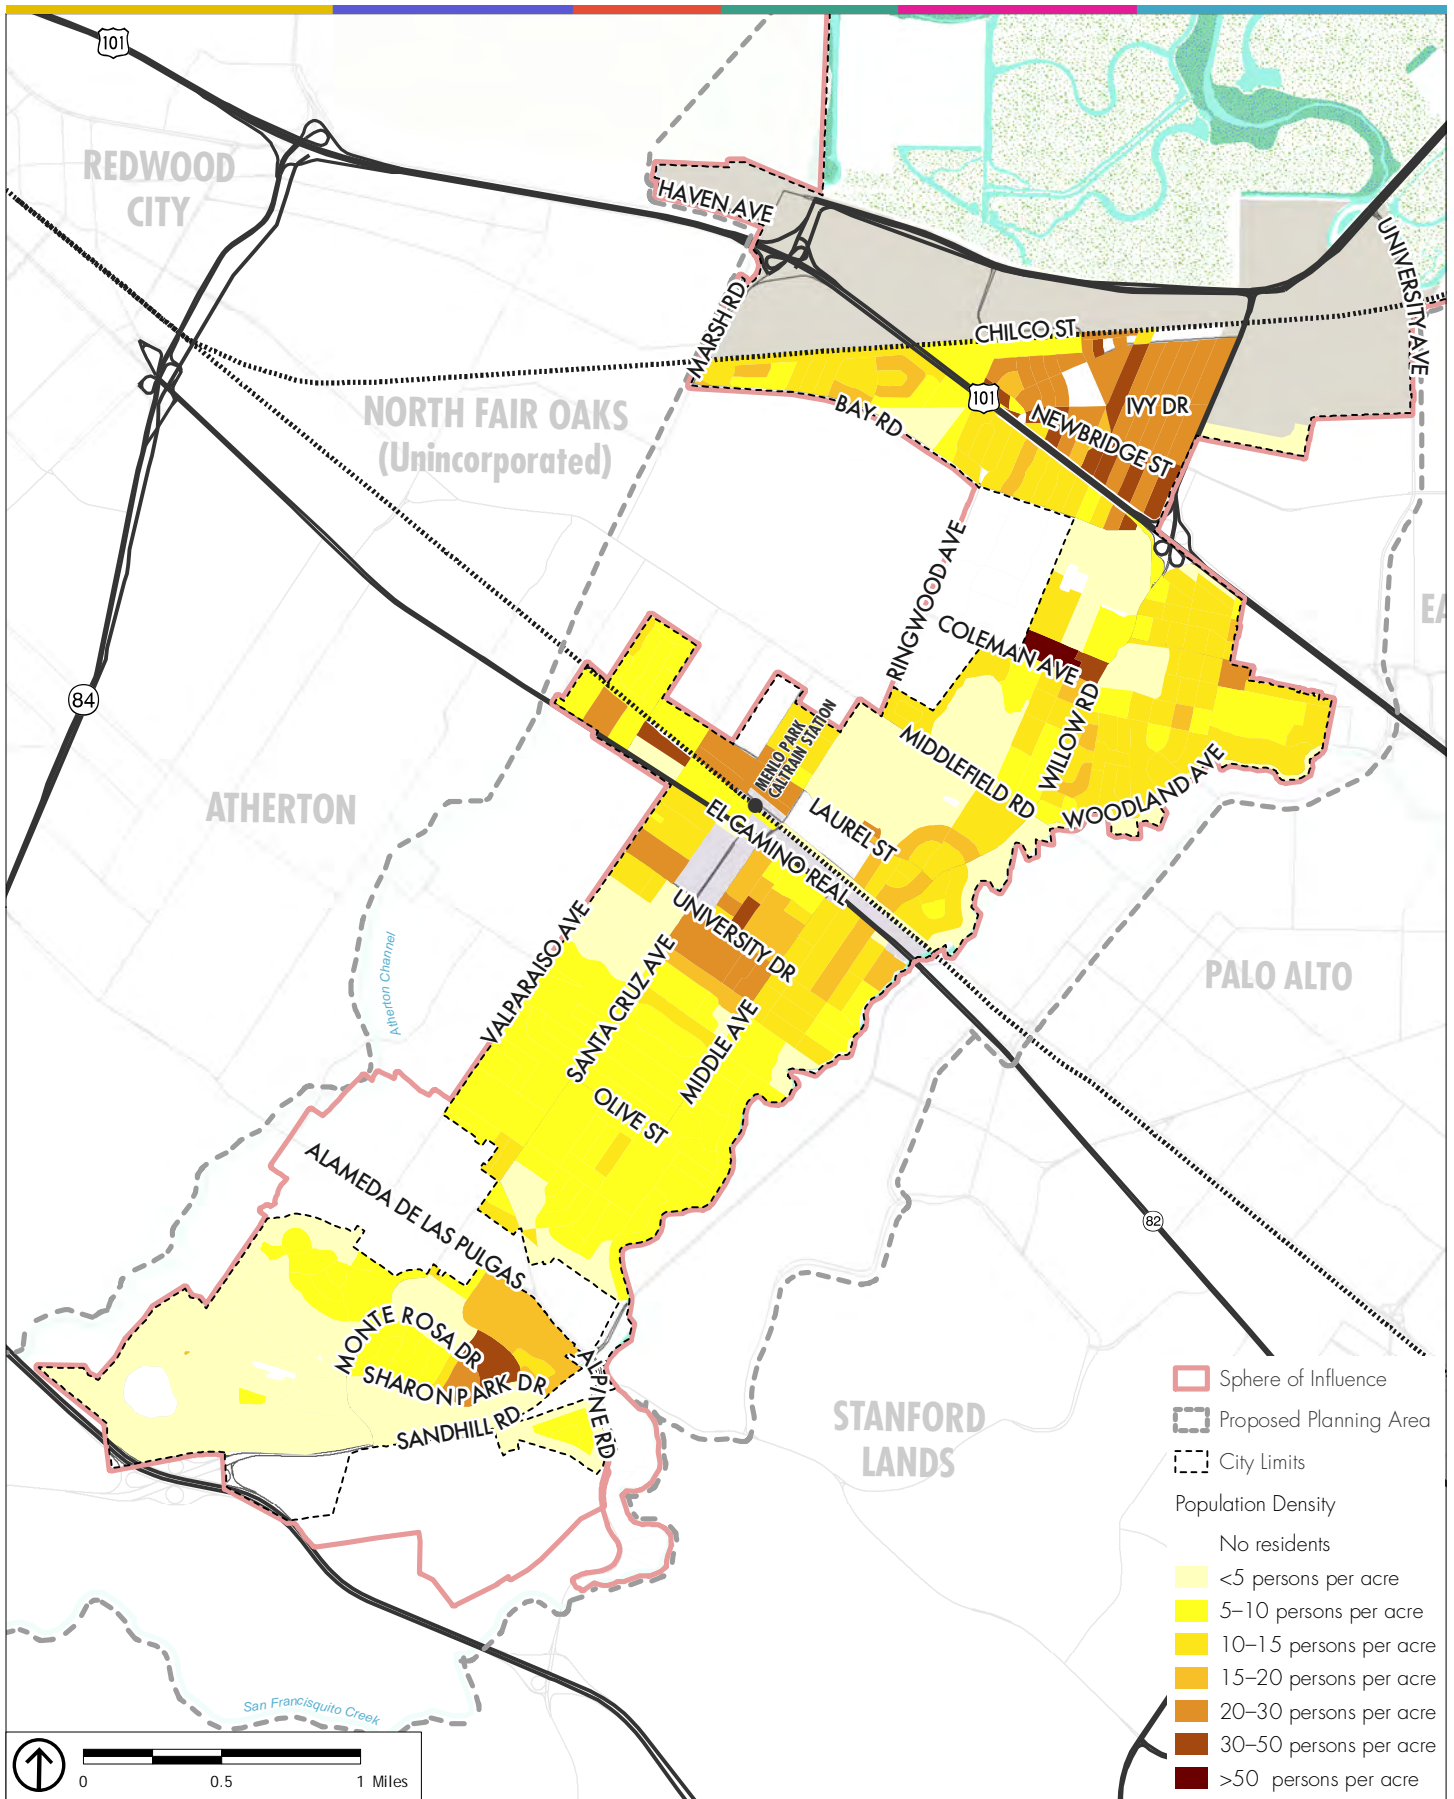 101
REDWOOD
CITY
HAVEN AVE
UNIVERSITY AVE
MARSH RD
CHILCO ST
NORTH FAIR OAKS
(Unincorporated)
101
IVY DR
BAY RD
NEWBRIDGE ST
RINGWOOD AVE
EA
COLEMAN AVE
84
WILLOW RD
MENLO PARK
CALTRAIN STATION
MIDDLEFIELD RD
WOODLAND AVE
ATHERTON
EL CAMINO REAL
LAUREL ST
UNIVERSITY DR
VALPARAISO AVE
SANTA CRUZ AVE
Atherton Channel
PALO ALTO
MIDDLE AVE
OLIVE ST
ALAMEDA DE LAS PULGAS
82
MONTE ROSA DR
SHARON PARK DR
ALPINE RD
SANDHILL RD
STANFORD
LANDS
Sphere of Influence
Proposed Planning Area
City Limits
Population Density
No residents
<5 persons per acre
5–10 persons per acre
10–15 persons per acre
15–20 persons per acre
20–30 persons per acre
30–50 persons per acre
>50 persons per acre
San Francisquito Creek
0 0.5 1 Miles